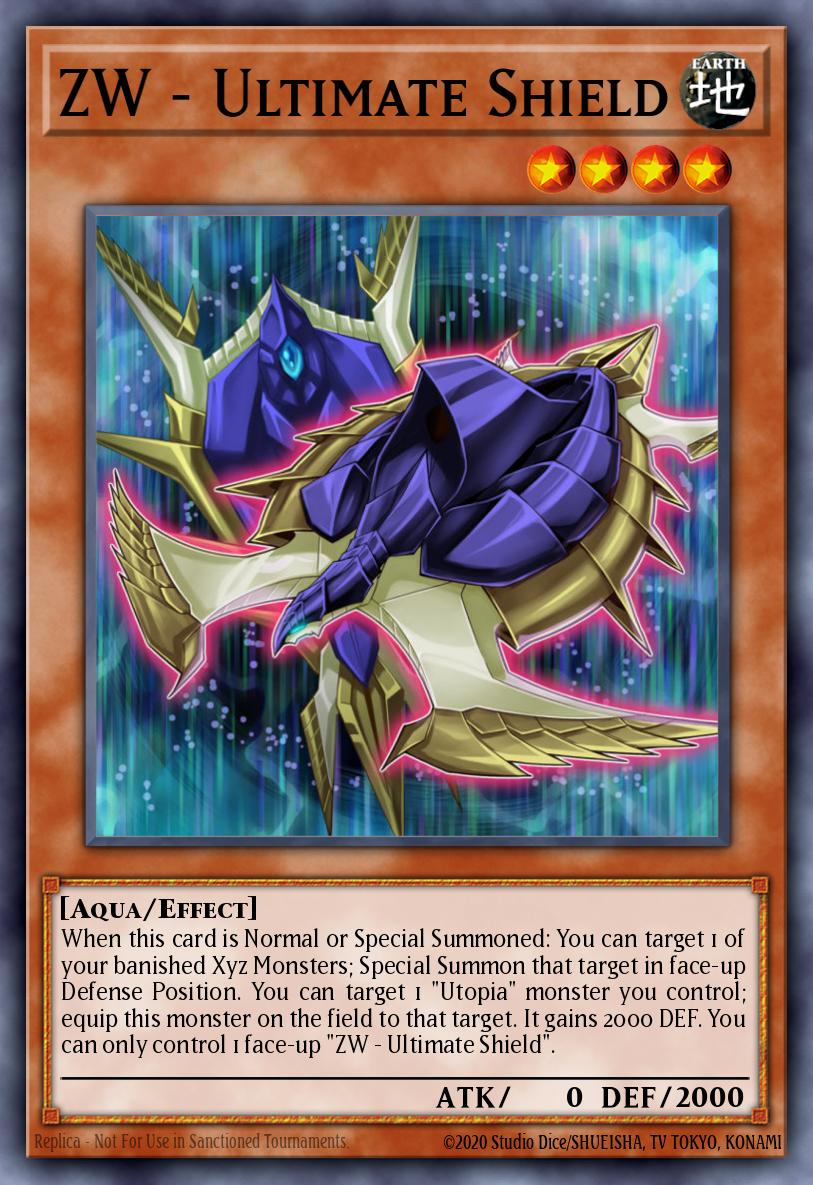 ZW - Ultimate Shield
EARTH
地
[Aqua/Effect]
When this card is Normal or Special Summoned: You can target 1 of
your banished Xyz Monsters; Special Summon that target in face-up
Defense Position. You can target 1 "Utopia" monster you control;
equip this monster on the field to that target. It gains 2000 DEF. You
can only control 1 face-up "ZW - Ultimate Shield".
ATK/ 0 DEF/2000
Replica - Not For Use in Sanctioned Tournaments.
©2020 Studio Dice/SHUEISHA, TV TOKYO, KONAMI